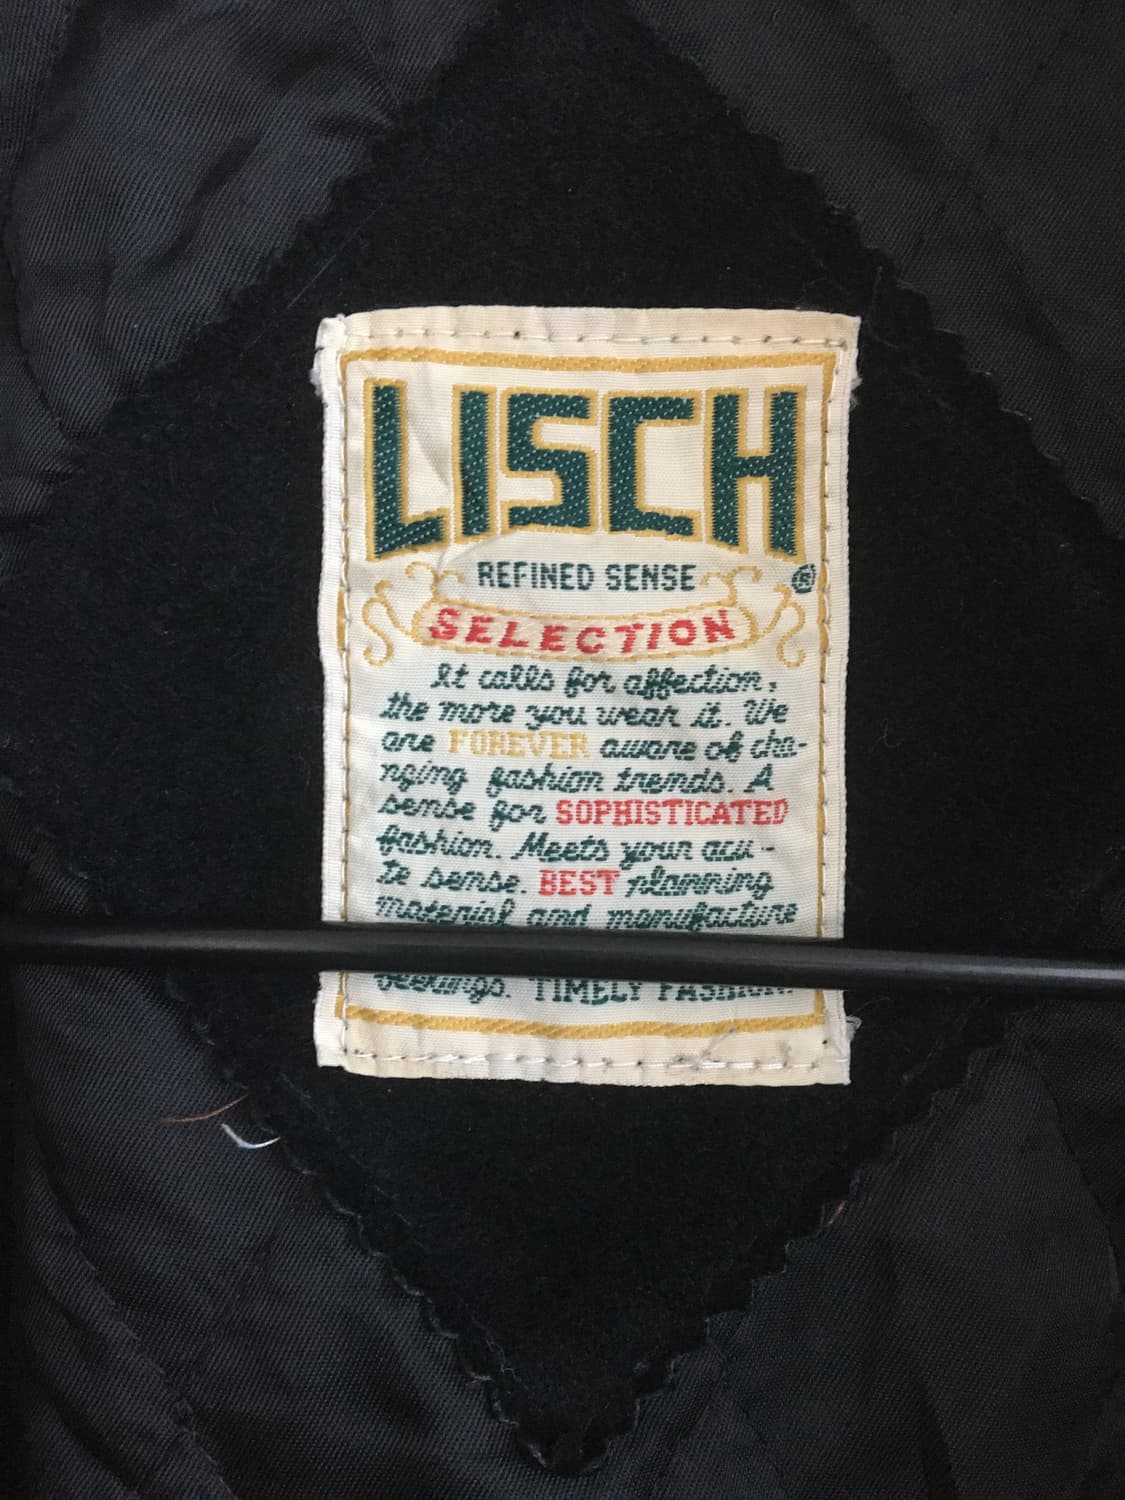 LISCH
®
REFINED SENSE
SELECTION
It calls for affection,
the more you wear it. We
are FOREVER aware of cha-
nging fashion trends. A
sense for SOPHISTICATED
fashion. Meets your acu-
te sense. BEST planning
material and manufacture
feelings. TIMELY FASHION.